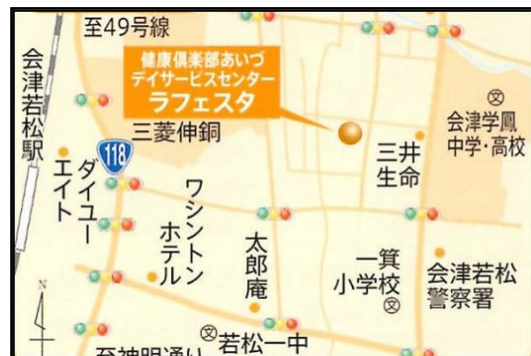 至49号線
健康倶楽部あいづ
デイサービスセンター
ラフェスタ
会津若松駅
三菱伸銅
118
ダイユー
エイト
ワシントン
ホテル
太郎庵
三井
生命
文
会津学鳳
中学・高校
一箕
小学校
文
会津若松
警察署
N
文
若松一中
至神明通り